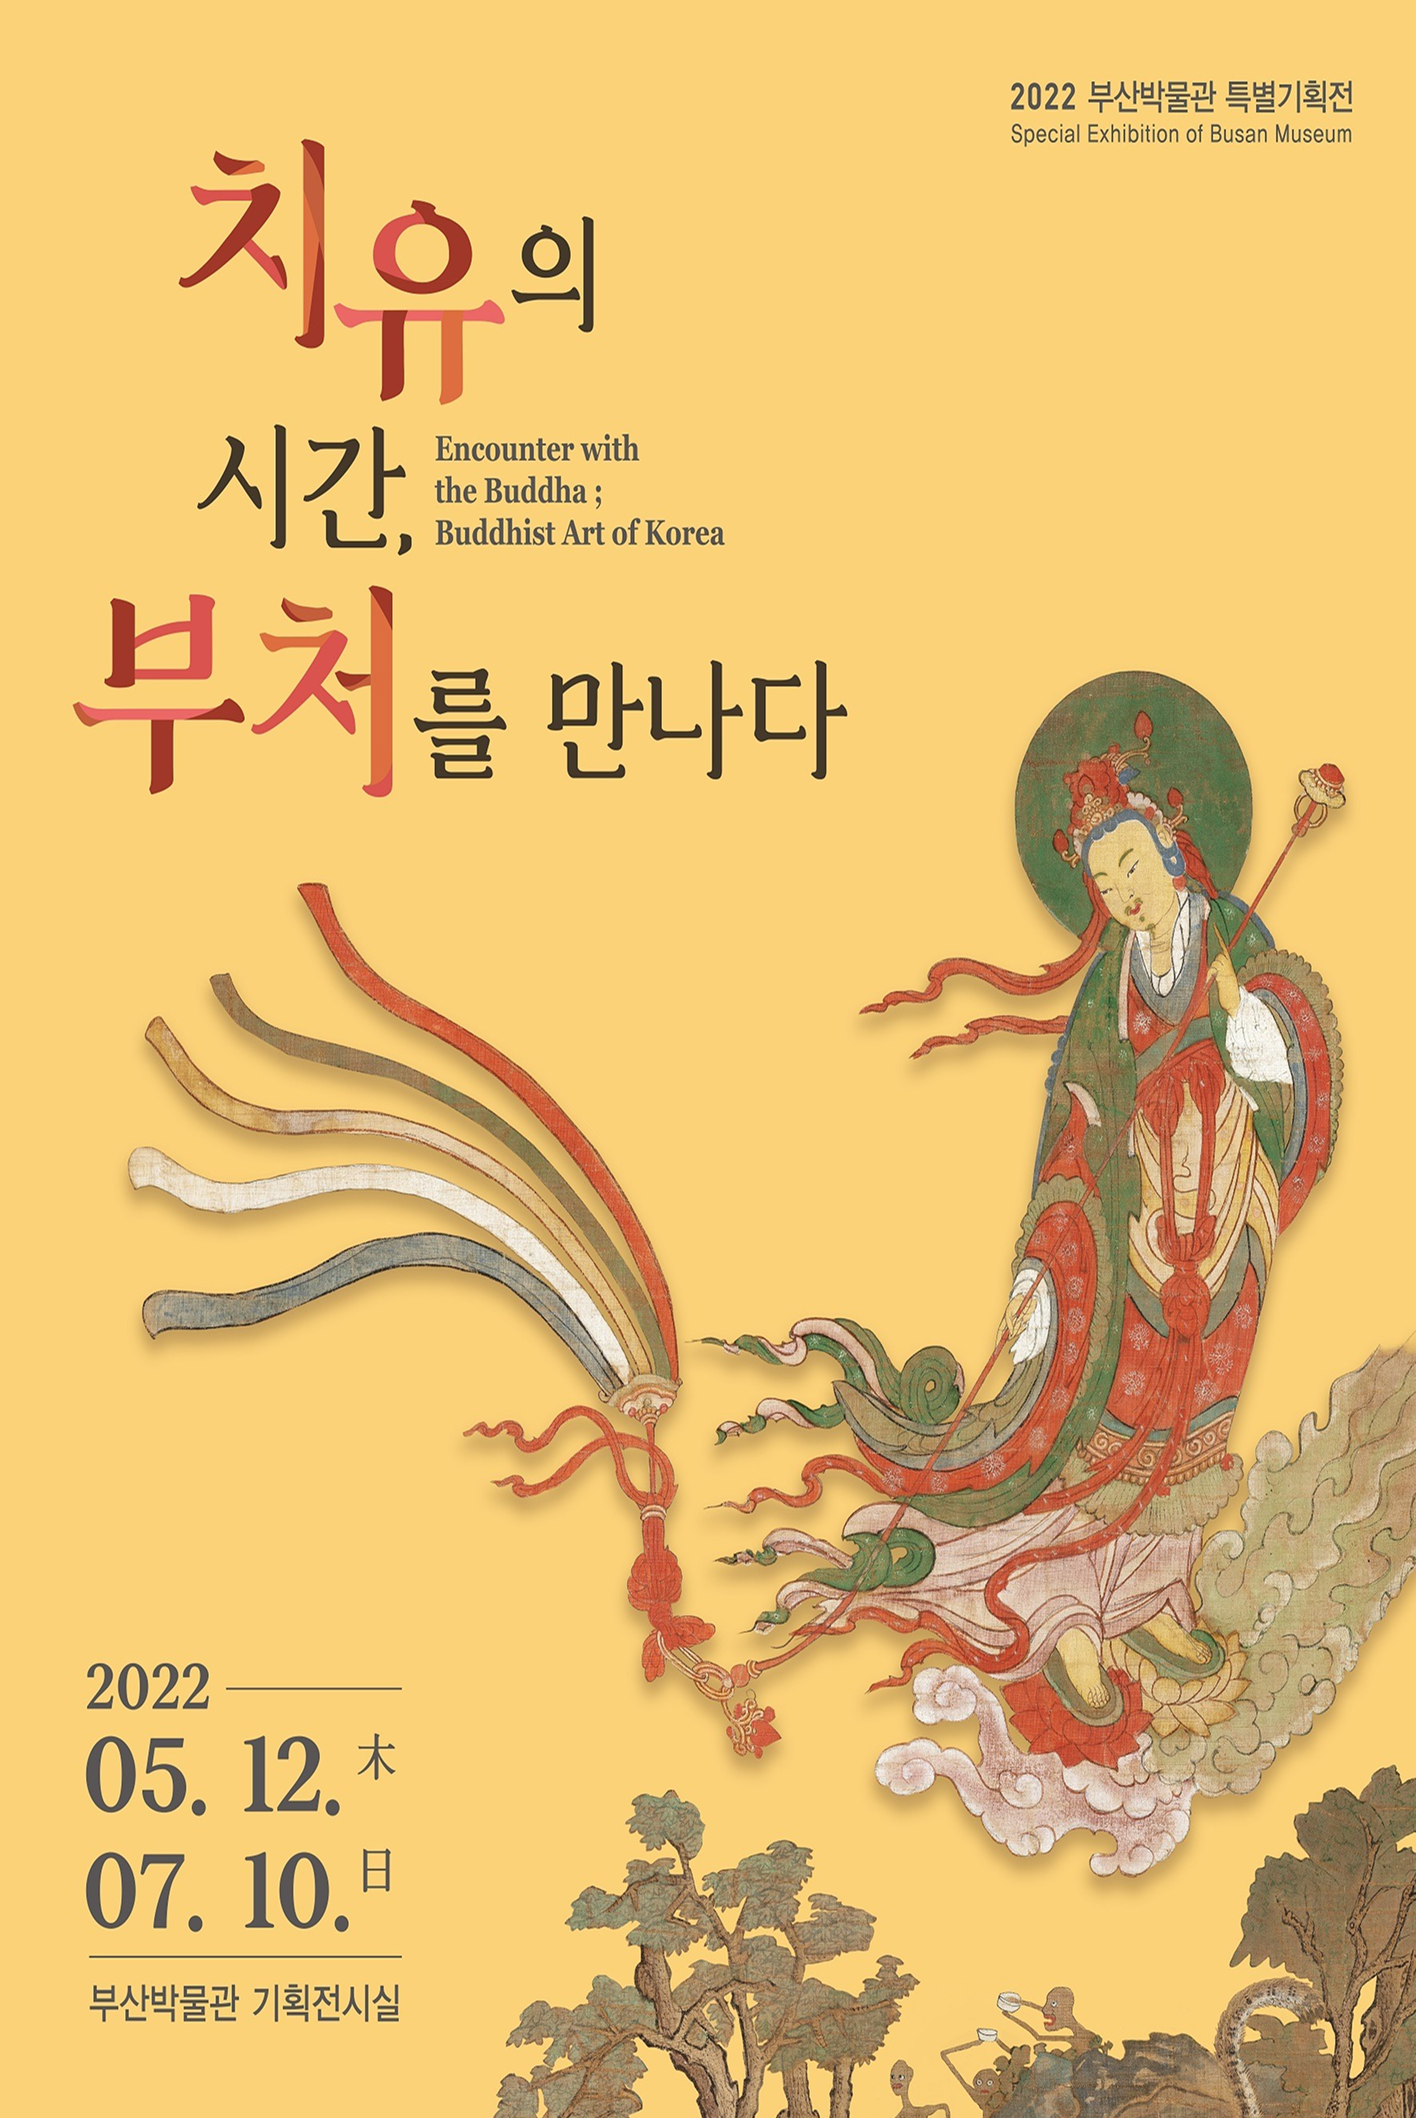 2022 부산박물관 특별기획전
Special Exhibition of Busan Museum
치유의
시간,
Encounter with
the Buddha ;
Buddhist Art of Korea
부처를 만나다
2022
05. 12. 木
07. 10. 日
부산박물관 기획전시실